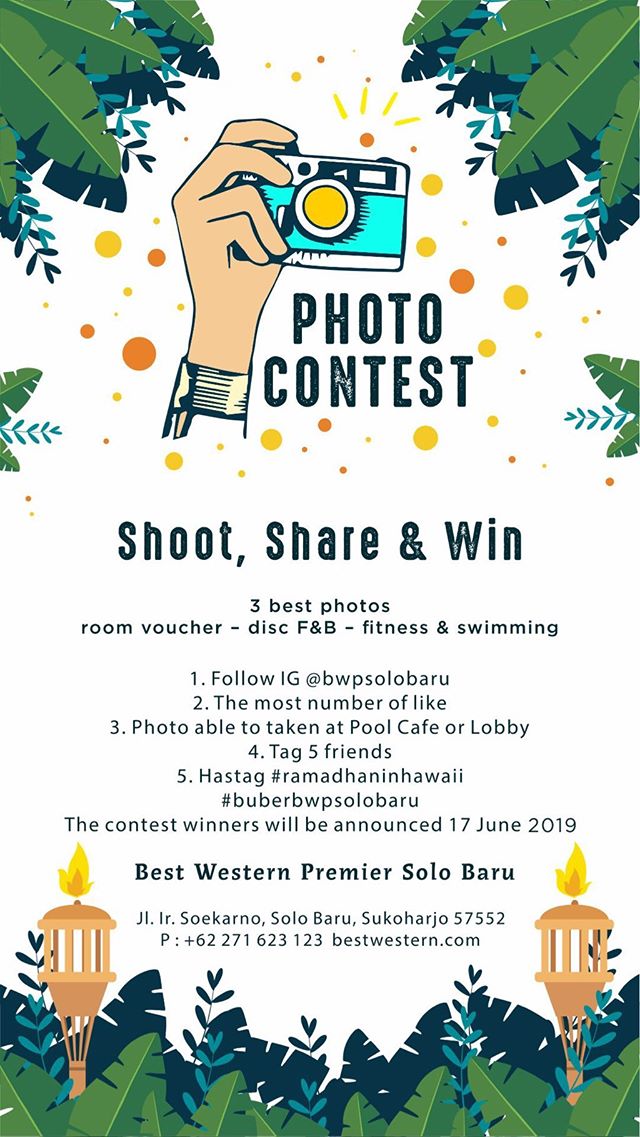 PHOTO
CONTEST
Shoot, Share & Win
3 best photos
room voucher – disc F&B – fitness & swimming
1. Follow IG @bwpsolobaru
2. The most number of like
3. Photo able to taken at Pool Cafe or Lobby
4. Tag 5 friends
5. Hastag #ramadhaninhawaii
#buberbwpsolobaru
The contest winners will be announced 17 June 2019
Best Western Premier Solo Baru
Jl. Ir. Soekarno, Solo Baru, Sukoharjo 57552
P : +62 271 623 123 bestwestern.com